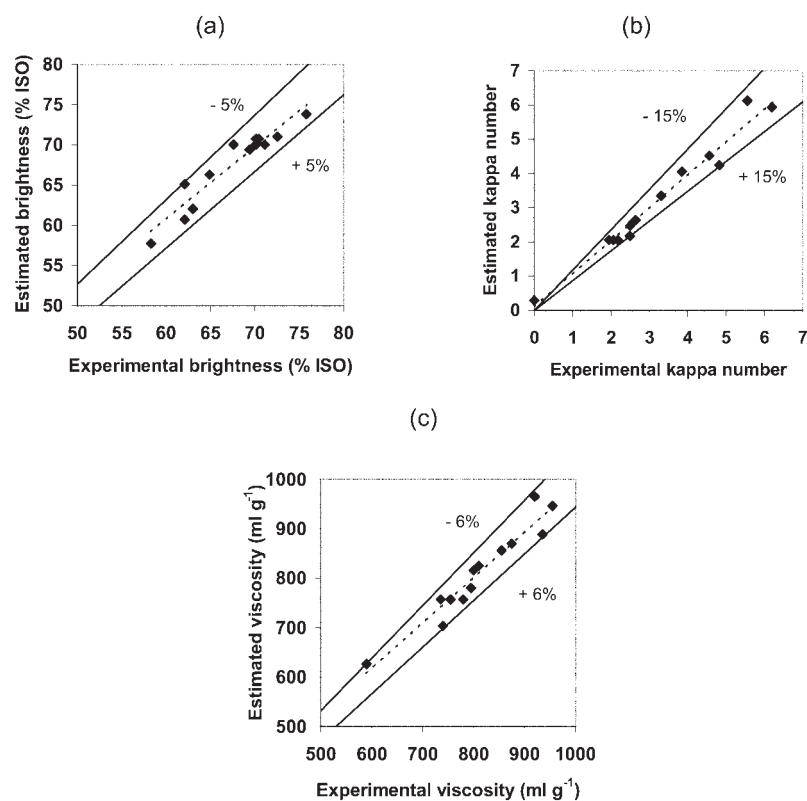 (a)
80
75
70
65
60
55
50
Estimated brightness (% ISO)
- 5%
+ 5%
50 55 60 65 70 75 80
Experimental brightness (% ISO)
(b)
7
6
5
4
3
2
1
0
Estimated kappa number
- 15%
+ 15%
0 1 2 3 4 5 6 7
Experimental kappa number
(c)
1000
900
800
700
600
500
Estimated viscosity (ml g⁻¹)
- 6%
+ 6%
500 600 700 800 900 1000
Experimental viscosity (ml g⁻¹)